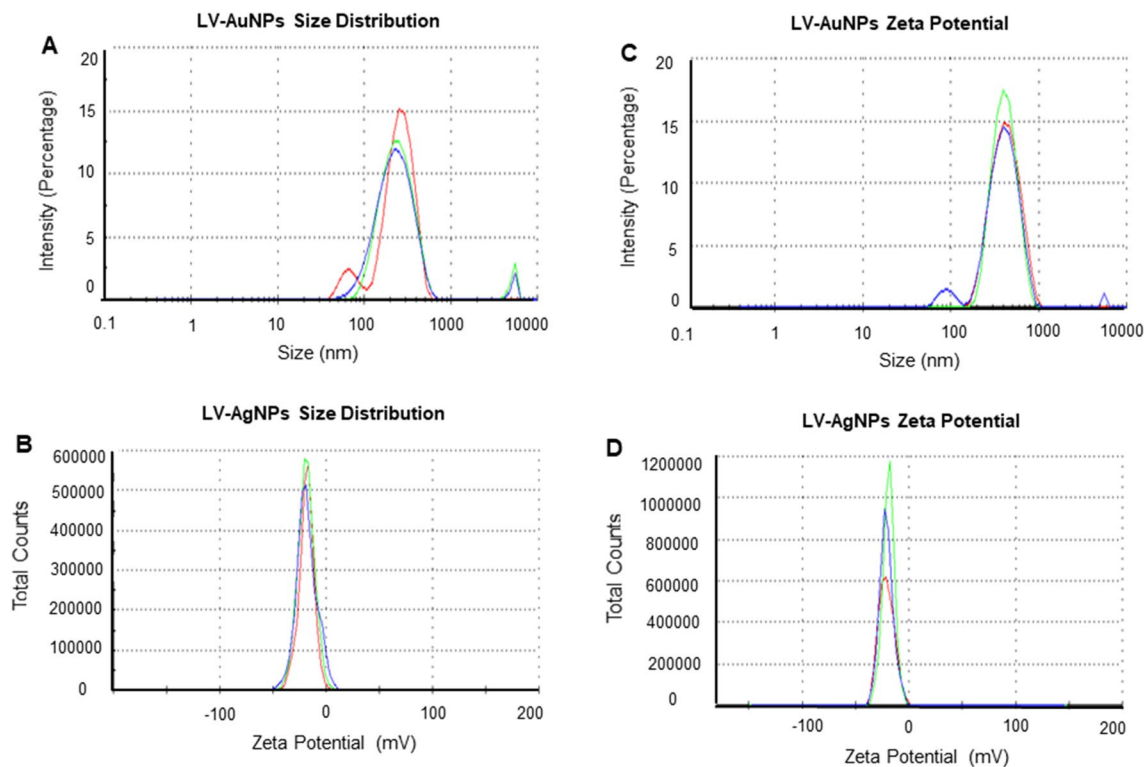 LV-AuNPs Size Distribution
A
20
15
10
5
0
Intensity (Percentage)
0.1 1 10 100 1000 10000
Size (nm)
LV-AuNPs Zeta Potential
C
20
15
10
5
0
Intensity (Percentage)
0.1 1 10 100 1000 10000
Size (nm)
LV-AgNPs Size Distribution
B
600000
500000
400000
300000
200000
100000
0
Total Counts
-100 0 100 200
Zeta Potential (mV)
LV-AgNPs Zeta Potential
D
1200000
1000000
800000
600000
400000
200000
0
Total Counts
-100 0 100 200
Zeta Potential (mV)